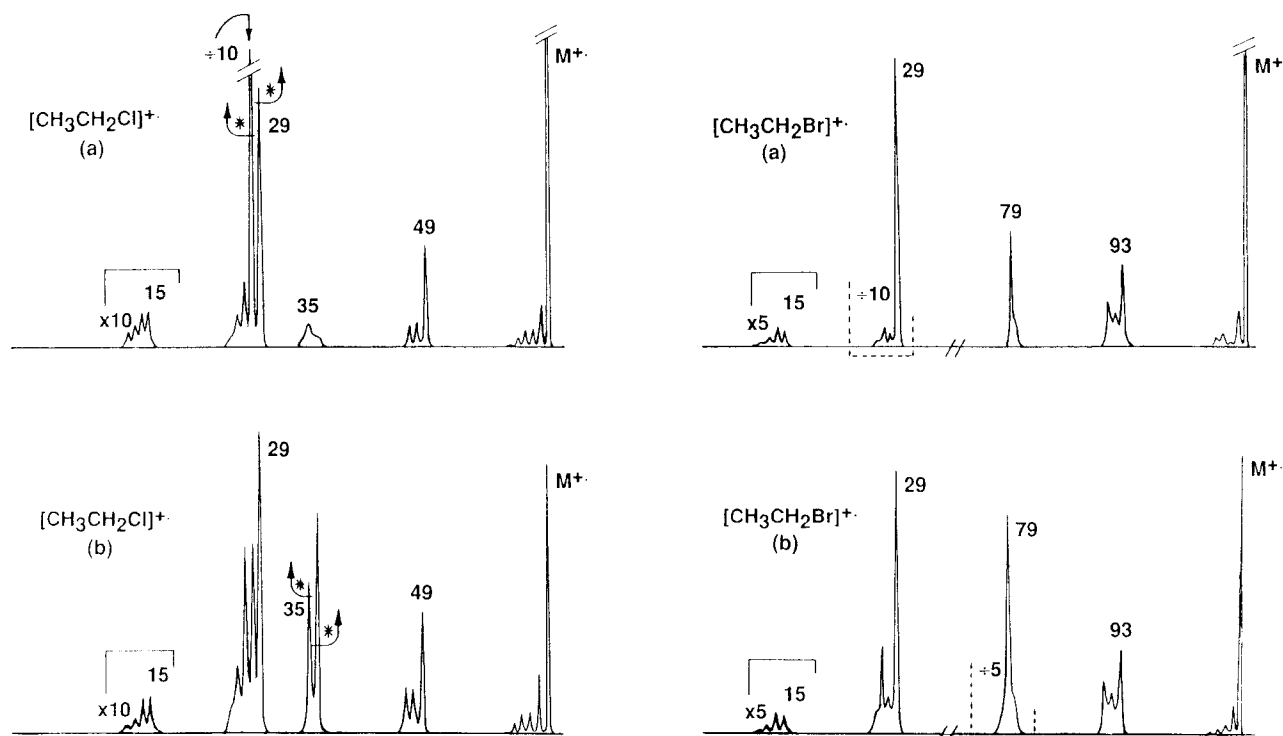 ÷10
M+·
[CH3CH2Cl]+·
(a)
*
*
29
49
35
15
x10
29
M+·
[CH3CH2Br]+·
(a)
79
93
÷10
15
x5
29
M+·
[CH3CH2Cl]+·
(b)
*
35
*
49
15
x10
29
M+·
[CH3CH2Br]+·
(b)
79
93
÷5
15
x5